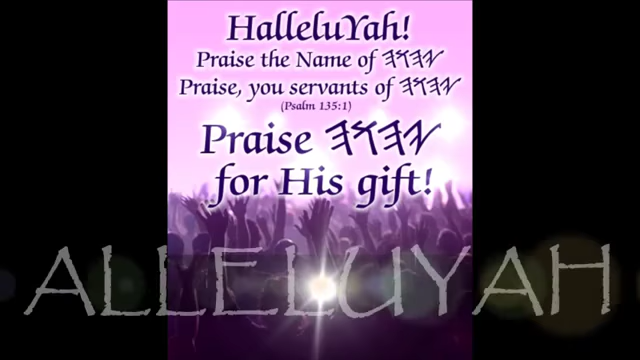 HalleluYah!
Praise the Name of 𐤉𐤄𐤅𐤄
Praise, you servants of 𐤉𐤄𐤅𐤄
(Psalm 135:1)
Praise 𐤉𐤄𐤅𐤄
for His gift!
ALLELUYAH